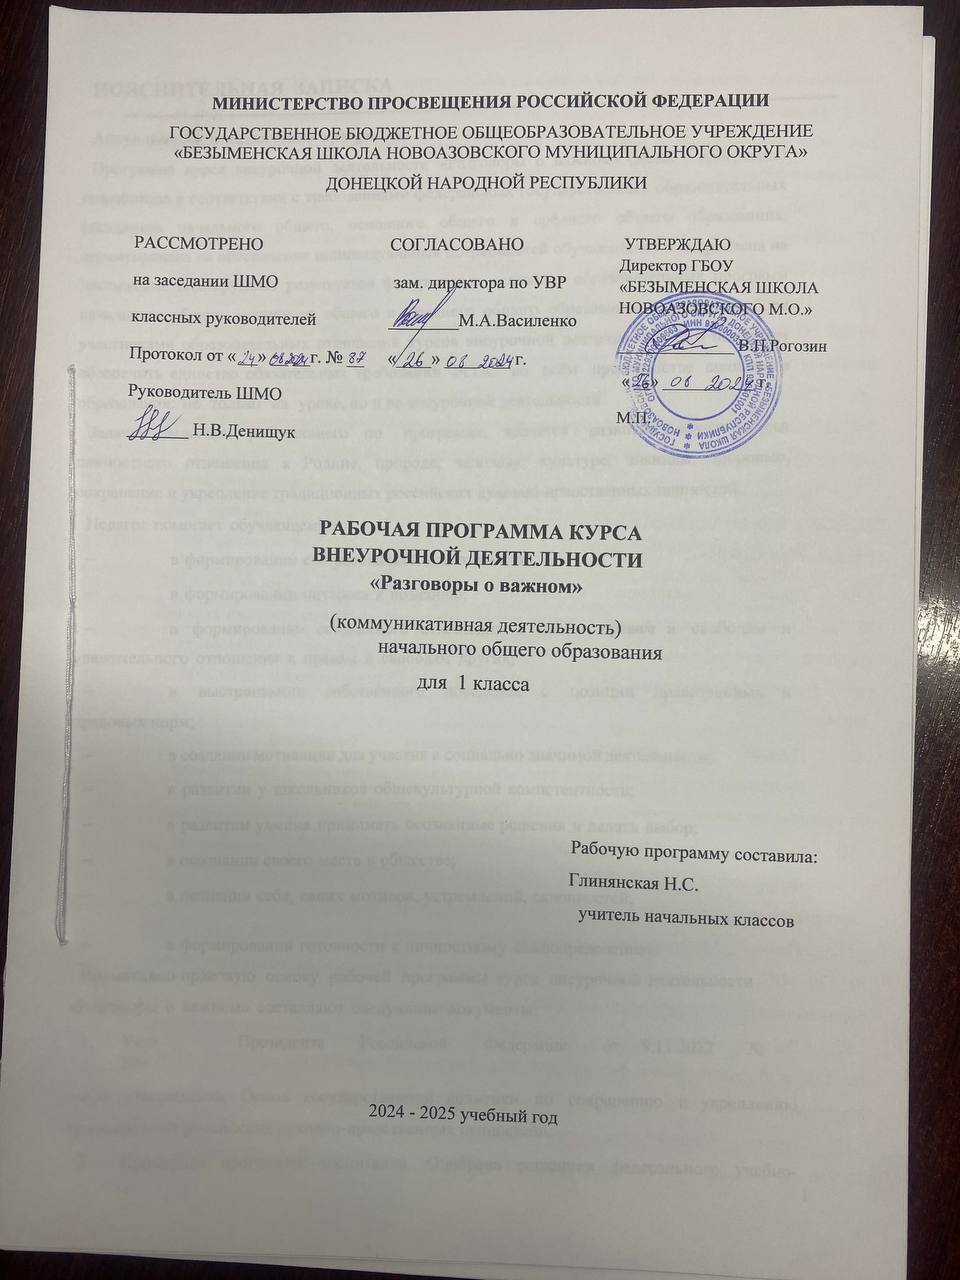 МИНИСТЕРСТВО ПРОСВЕЩЕНИЯ РОССИЙСКОЙ ФЕДЕРАЦИИ
ГОСУДАРСТВЕННОЕ БЮДЖЕТНОЕ ОБЩЕОБРАЗОВАТЕЛЬНОЕ УЧРЕЖДЕНИЕ
«БЕЗЫМЕНСКАЯ ШКОЛА НОВОАЗОВСКОГО МУНИЦИПАЛЬНОГО ОКРУГА»
ДОНЕЦКОЙ НАРОДНОЙ РЕСПУБЛИКИ
РАССМОТРЕНО
на заседании ШМО
классных руководителей
Протокол от «24» 08 2024 г. № 37
Руководитель ШМО
Н.В.Денищук
СОГЛАСОВАНО
зам. директора по УВР
М.А.Василенко
«26» 08 2024 г.
УТВЕРЖДАЮ
Директор ГБОУ
«БЕЗЫМЕНСКАЯ ШКОЛА
НОВОАЗОВСКОГО М.О.»
В.П.Рогозин
«26» 08 2024 г.
М.П.
РАБОЧАЯ ПРОГРАММА КУРСА
ВНЕУРОЧНОЙ ДЕЯТЕЛЬНОСТИ
«Разговоры о важном»
(коммуникативная деятельность)
начального общего образования
для 1 класса
Рабочую программу составила:
Глинянская Н.С.
учитель начальных классов
2024 - 2025 учебный год